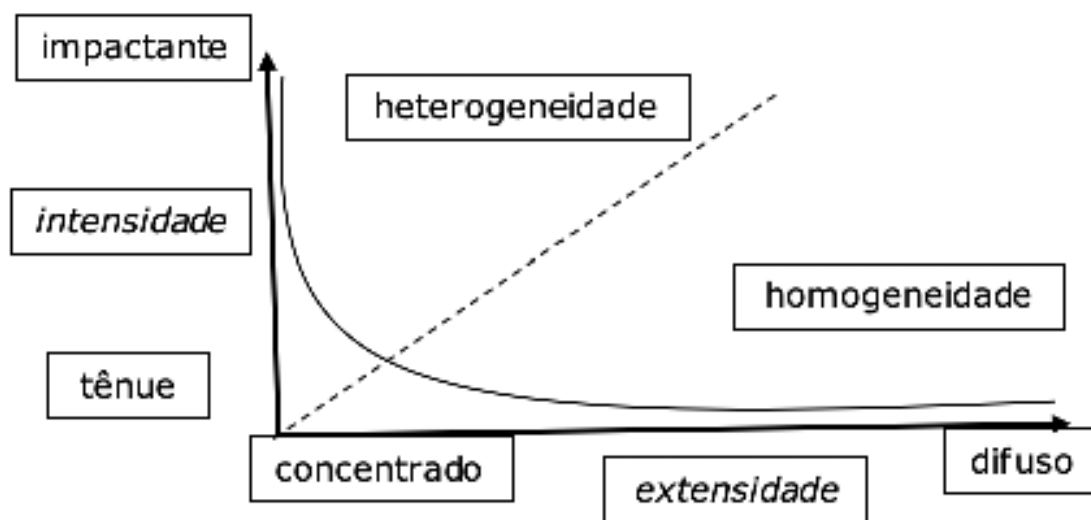 impactante
heterogeneidade
intensidade
homogeneidade
tênue
concentrado
difuso
extensidade